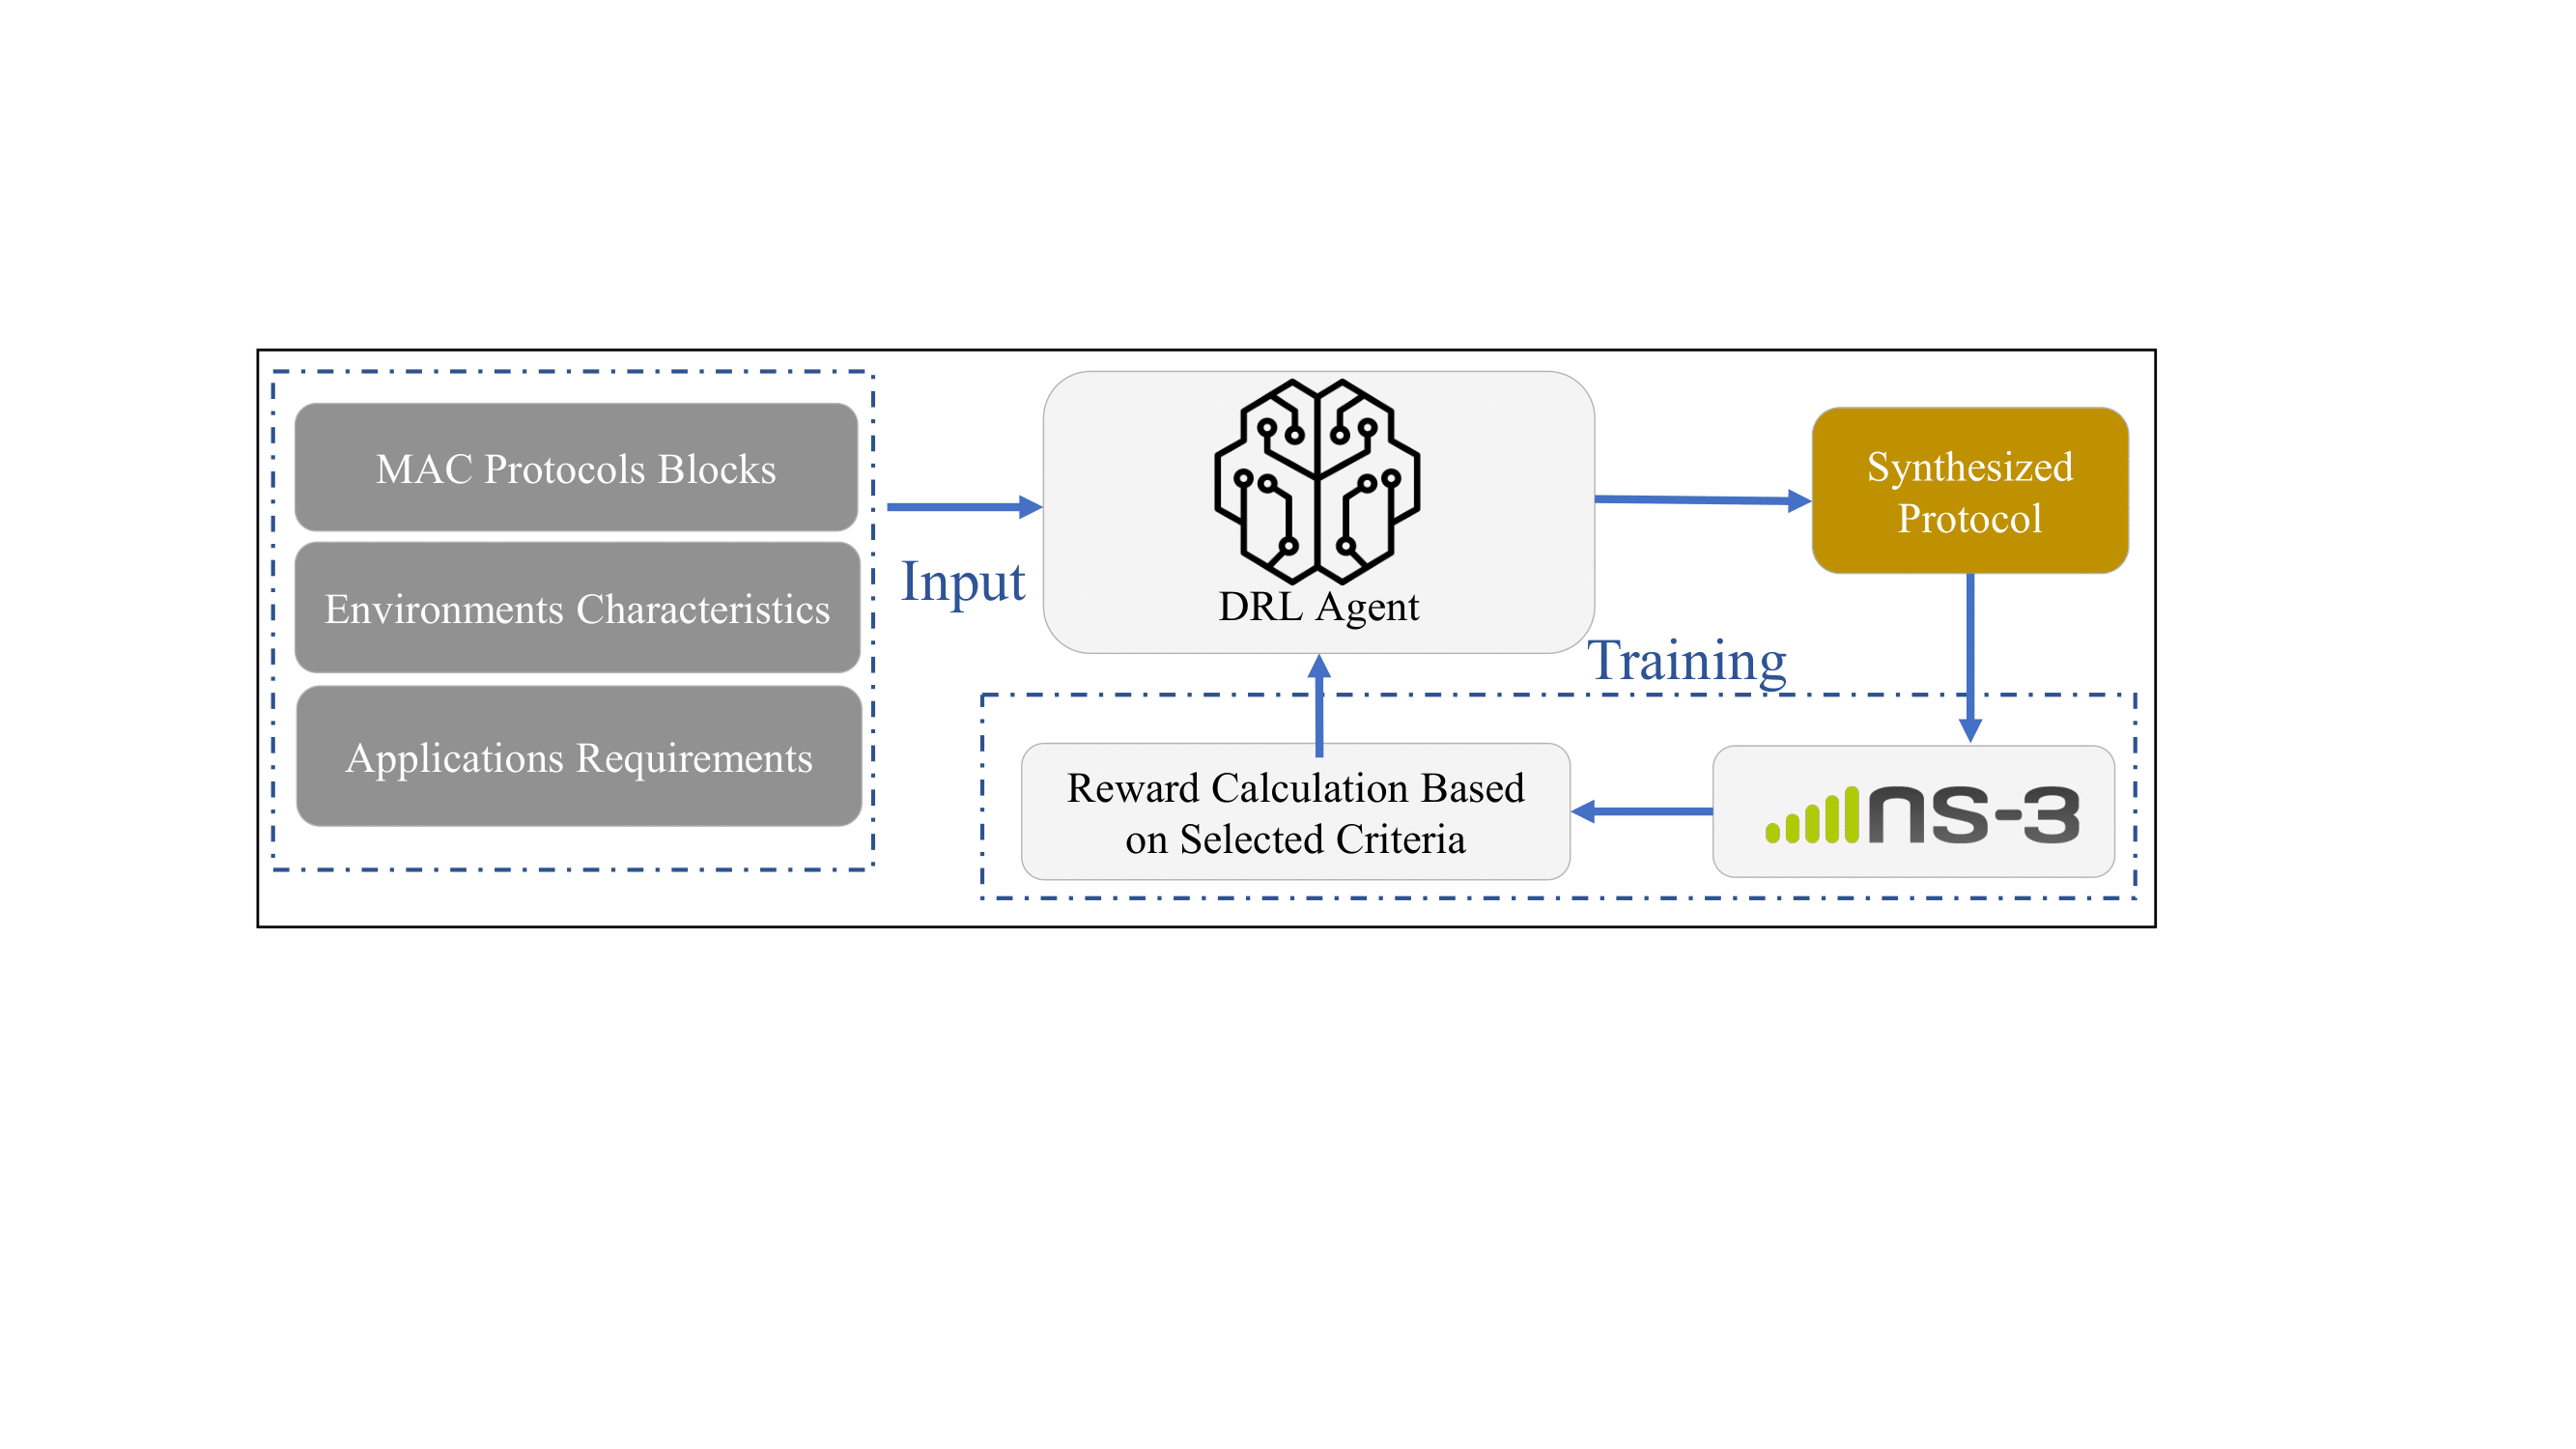 MAC Protocols Blocks
Environments Characteristics
Applications Requirements
Input
DRL Agent
Synthesized
Protocol
Training
Reward Calculation Based
on Selected Criteria
ns-3